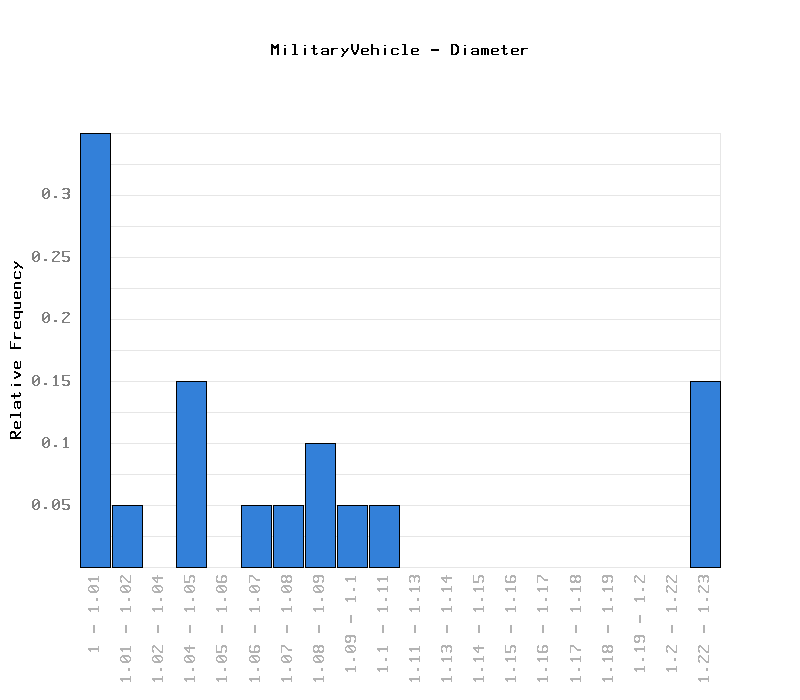 MilitaryVehicle - Diameter
Relative Frequency
0.3
0.25
0.2
0.15
0.1
0.05
1 - 1.01
1.01 - 1.02
1.02 - 1.04
1.04 - 1.05
1.05 - 1.06
1.06 - 1.07
1.07 - 1.08
1.08 - 1.09
1.09 - 1.1
1.1 - 1.11
1.11 - 1.13
1.13 - 1.14
1.14 - 1.15
1.15 - 1.16
1.16 - 1.17
1.17 - 1.18
1.18 - 1.19
1.19 - 1.2
1.2 - 1.22
1.22 - 1.23